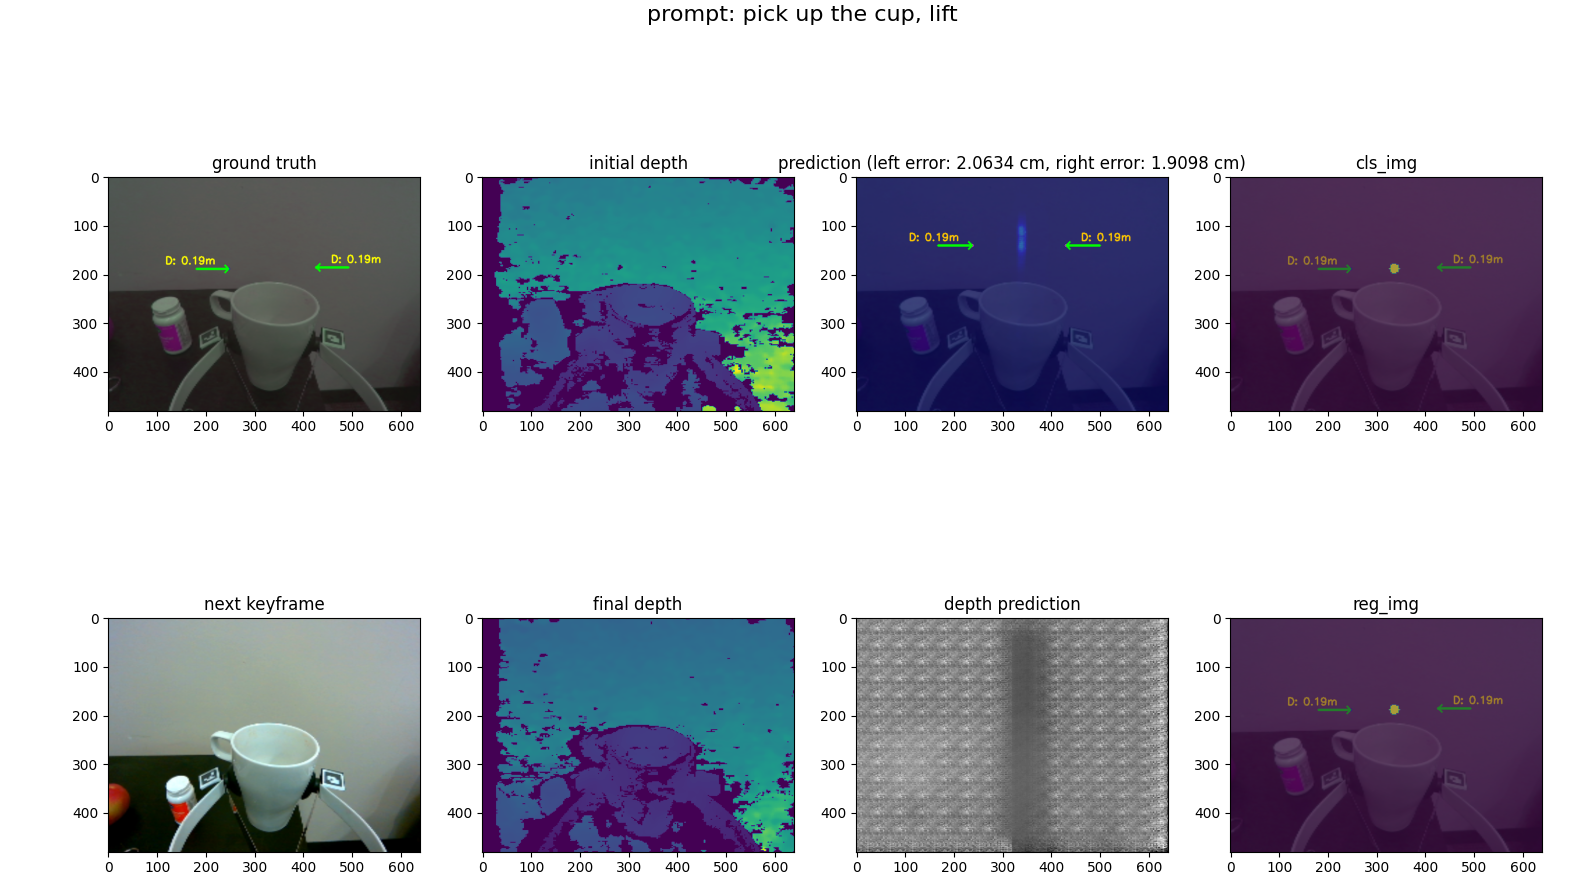 prompt: pick up the cup, lift
ground truth
initial depth
prediction (left error: 2.0634 cm, right error: 1.9098 cm)
cls_img
0
100
200
300
400
D: 0.19m
D: 0.19m
0 100 200 300 400 500 600
0
100
200
300
400
0 100 200 300 400 500 600
0
100
200
300
400
D: 0.19m
D: 0.19m
0 100 200 300 400 500 600
0
100
200
300
400
D: 0.19m
D: 0.19m
0 100 200 300 400 500 600
next keyframe
final depth
depth prediction
reg_img
0
100
200
300
400
0 100 200 300 400 500 600
0
100
200
300
400
0 100 200 300 400 500 600
0
100
200
300
400
0 100 200 300 400 500 600
0
100
200
300
400
D: 0.19m
D: 0.19m
0 100 200 300 400 500 600